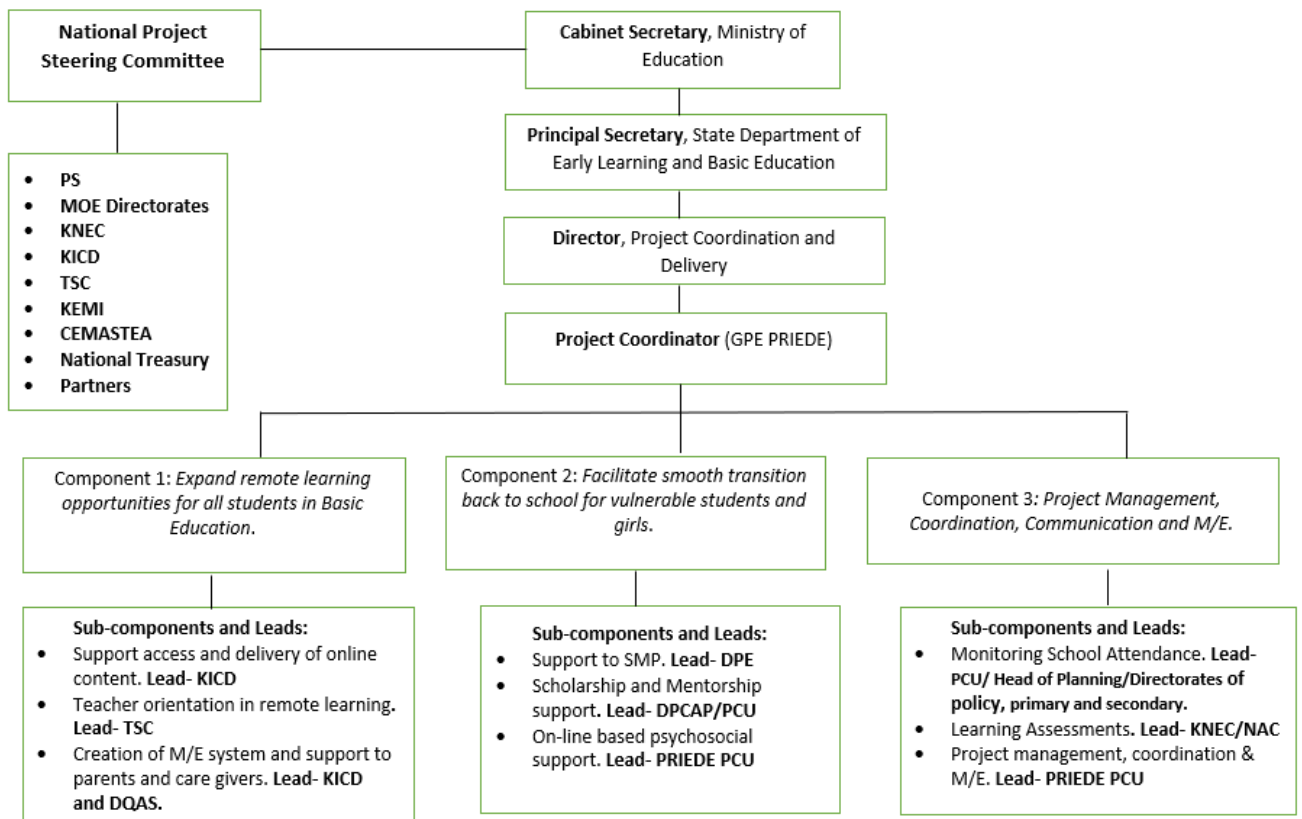 National Project
Steering Committee
Cabinet Secretary, Ministry of
Education
Principal Secretary, State Department of
Early Learning and Basic Education
• PS
• MOE Directorates
• KNEC
• KICD
• TSC
• KEMI
• CEMASTEA
• National Treasury
• Partners
Director, Project Coordination and
Delivery
Project Coordinator (GPE PRIEDE)
Component 1: Expand remote learning
opportunities for all students in Basic
Education.
Component 2: Facilitate smooth transition
back to school for vulnerable students and
girls.
Component 3: Project Management,
Coordination, Communication and M/E.
Sub-components and Leads:
• Support access and delivery of online
content. Lead- KICD
• Teacher orientation in remote learning.
Lead- TSC
• Creation of M/E system and support to
parents and care givers. Lead- KICD
and DQAS.
Sub-components and Leads:
• Support to SMP. Lead- DPE
• Scholarship and Mentorship
support. Lead- DPCAP/PCU
• On-line based psychosocial
support. Lead- PRIEDE PCU
Sub-components and Leads:
• Monitoring School Attendance. Lead-
PCU/ Head of Planning/Directorates of
policy, primary and secondary.
• Learning Assessments. Lead- KNEC/NAC
• Project management, coordination &
M/E. Lead- PRIEDE PCU